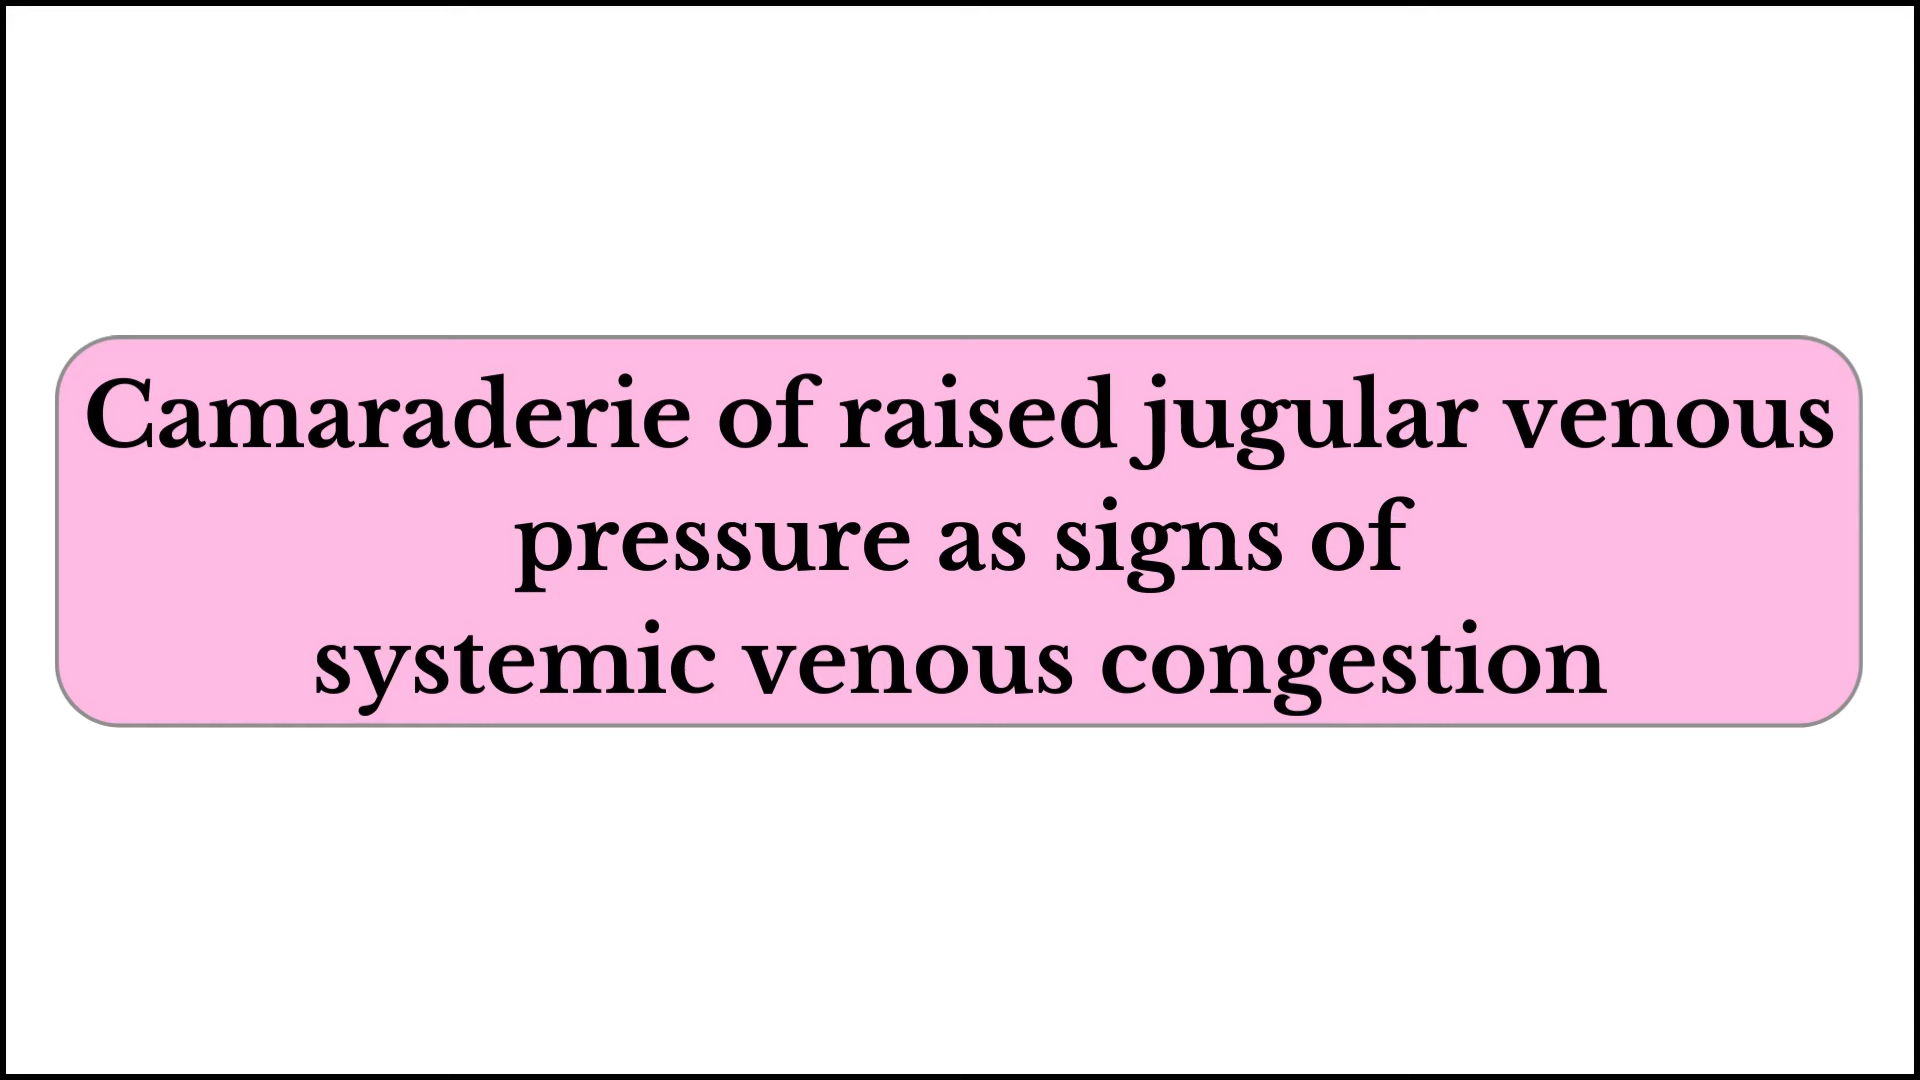 Camaraderie of raised jugular venous
pressure as signs of
systemic venous congestion